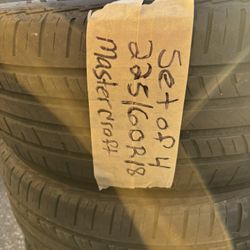 Set of 4
225/60R18
Mastercraft